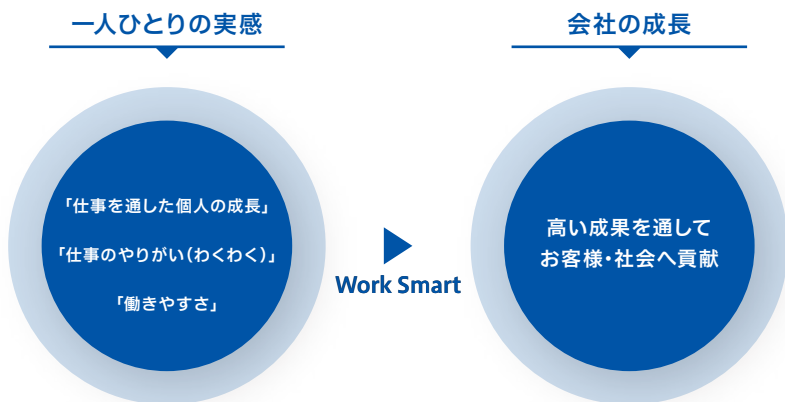 一人ひとりの実感
「仕事を通した個人の成長」
「仕事のやりがい(わくわく)」
「働きやすさ」
Work Smart
会社の成長
高い成果を通して
お客様・社会へ貢献